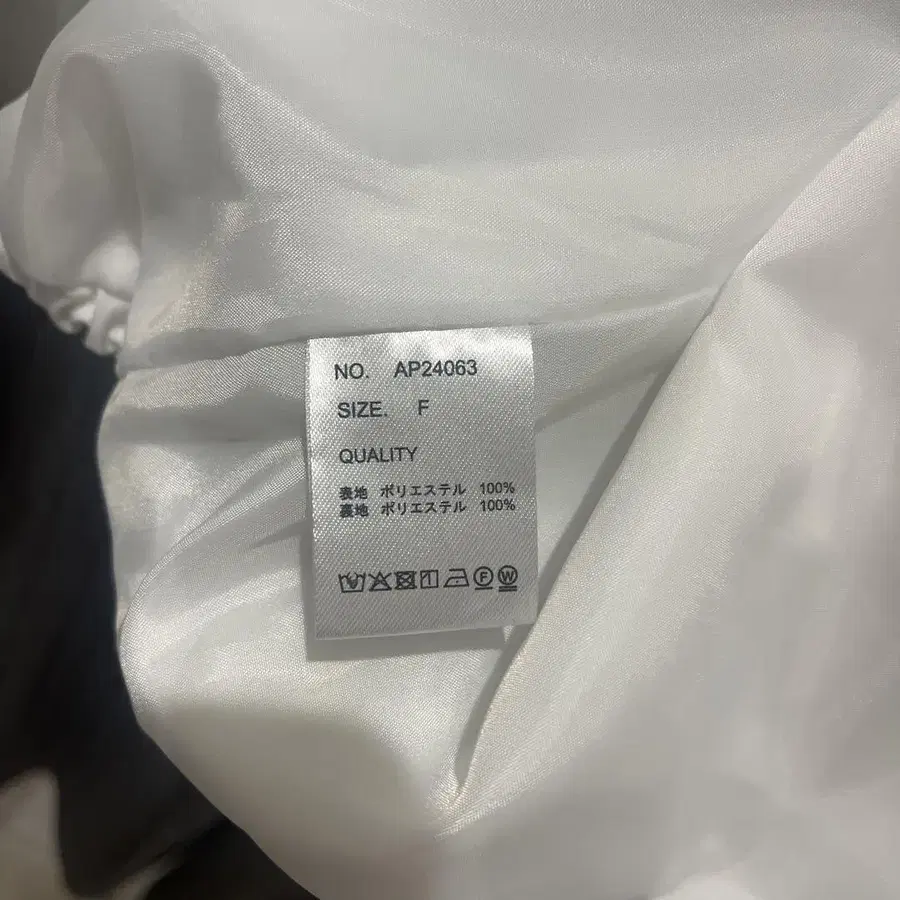 NO. AP24063
SIZE. F
QUALITY
表地 ポリエステル 100%
裏地 ポリエステル 100%
F W